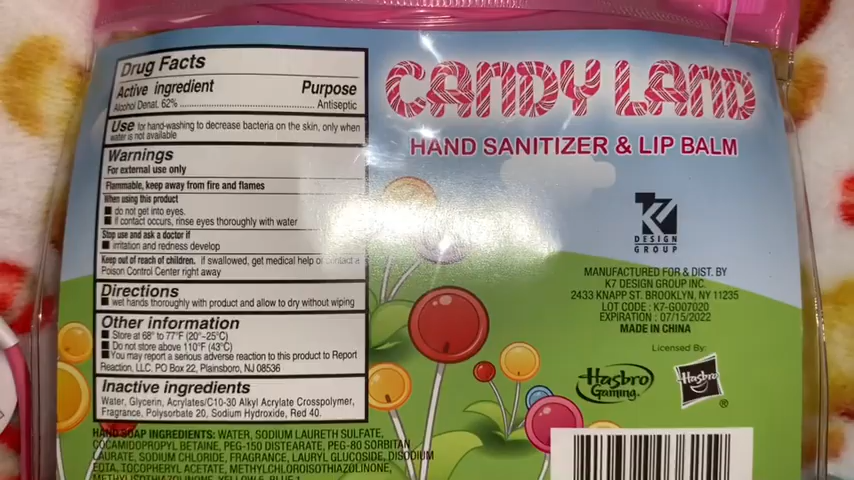 Drug Facts
Active ingredient Purpose
Alcohol Denat. 62% Antiseptic
Use for hand-washing to decrease bacteria on the skin, only when
water is not available
Warnings
For external use only
Flammable, keep away from fire and flames
When using this product
■ do not get into eyes.
■ if contact occurs, rinse eyes thoroughly with water
Stop use and ask a doctor if
■ irritation and redness develop
Keep out of reach of children. if swallowed, get medical help or contact a
Poison Control Center right away
Directions
■ wet hands thoroughly with product and allow to dry without wiping
Other information
■ Store at 68° to 77°F (20°-25°C)
■ Do not store above 110°F (43°C)
■ You may report a serious adverse reaction to this product to Report
Reaction, LLC. PO Box 22, Plainsboro, NJ 08536
Inactive ingredients
Water, Glycerin, Acrylates/C10-30 Alkyl Acrylate Crosspolymer,
Fragrance, Polysorbate 20, Sodium Hydroxide, Red 40.
HAND SOAP INGREDIENTS: WATER, SODIUM LAURETH SULFATE,
COCAMIDOPROPYL BETAINE, PEG-150 DISTEARATE, PEG-80 SORBITAN
LAURATE, SODIUM CHLORIDE, FRAGRANCE, LAURYL GLUCOSIDE, DISODIUM
EDTA, TOCOPHERYL ACETATE, METHYLCHLOROISOTHIAZOLINONE,
METHYLISOTHIAZOLINONE, YELLOW 5, BLUE 1
CANDY LAND
HAND SANITIZER & LIP BALM
K7
DESIGN
GROUP
MANUFACTURED FOR & DIST. BY
K7 DESIGN GROUP INC.
2433 KNAPP ST. BROOKLYN, NY 11235
LOT CODE : K7-G007020
EXPIRATION : 07/15/2022
MADE IN CHINA
Licensed By:
Hasbro
Gaming.
Hasbro
®